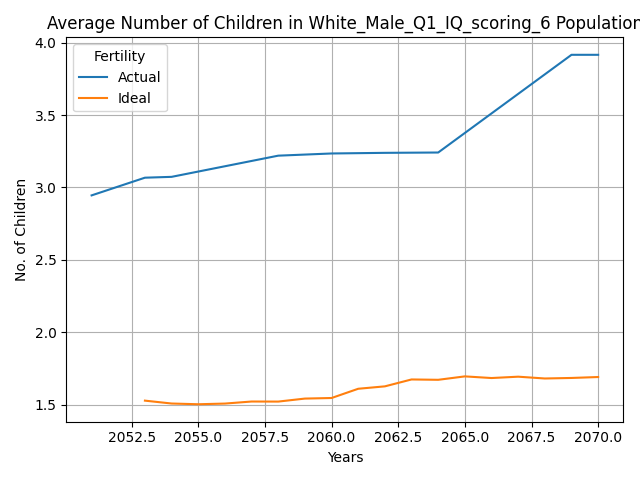 Average Number of Children in White_Male_Q1_IQ_scoring_6 Population
4.0
3.5
3.0
2.5
2.0
1.5
No. of Children
Fertility
Actual
Ideal
2052.5 2055.0 2057.5 2060.0 2062.5 2065.0 2067.5 2070.0
Years